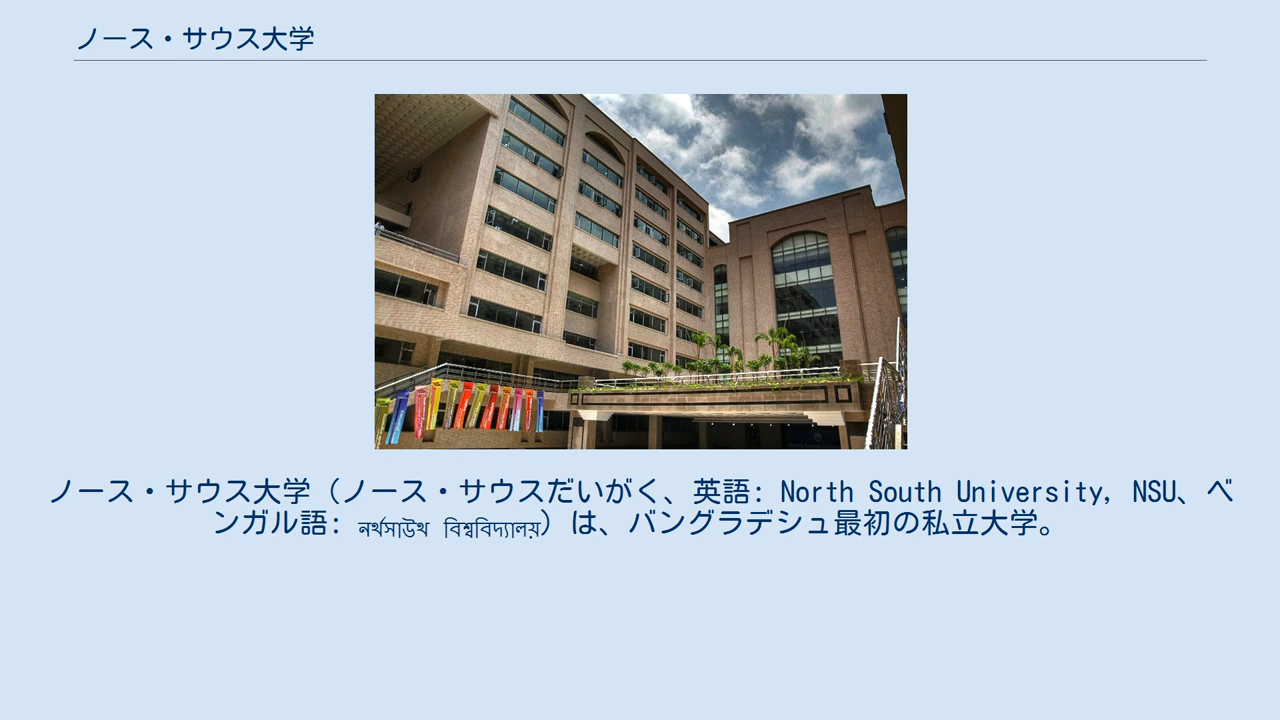 ノース・サウス大学
ノース・サウス大学（ノース・サウスだいがく、英語: North South University, NSU、ベ
ンガル語: নর্থসাউথ বিশ্ববিদ্যালয়）は、バングラデシュ最初の私立大学。